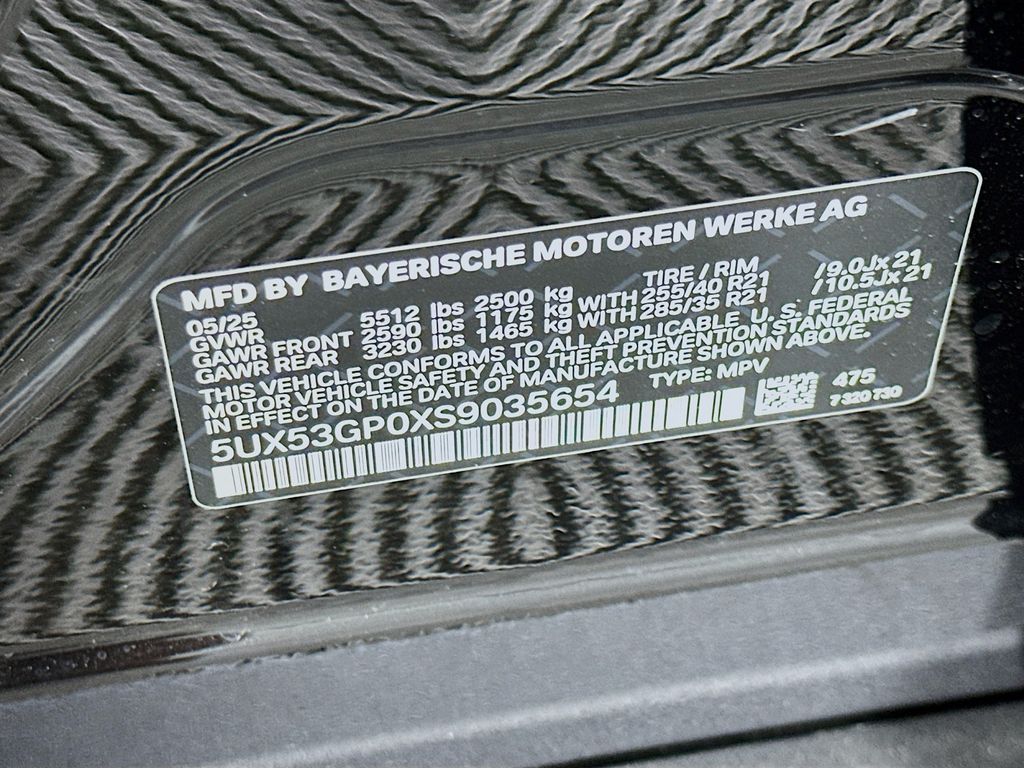 MFD BY BAYERISCHE MOTOREN WERKE AG
05/25 TIRE / RIM
GVWR 5512 lbs 2500 kg WITH 255/40 R21 /9.0Jx21
GAWR FRONT 2590 lbs 1175 kg WITH 285/35 R21 /10.5Jx21
GAWR REAR 3230 lbs 1465 kg
THIS VEHICLE CONFORMS TO ALL APPLICABLE U. S. FEDERAL
MOTOR VEHICLE SAFETY AND THEFT PREVENTION STANDARDS
IN EFFECT ON THE DATE OF MANUFACTURE SHOWN ABOVE.
5UX53GP0XS9035654 TYPE: MPV 475
7 320 730